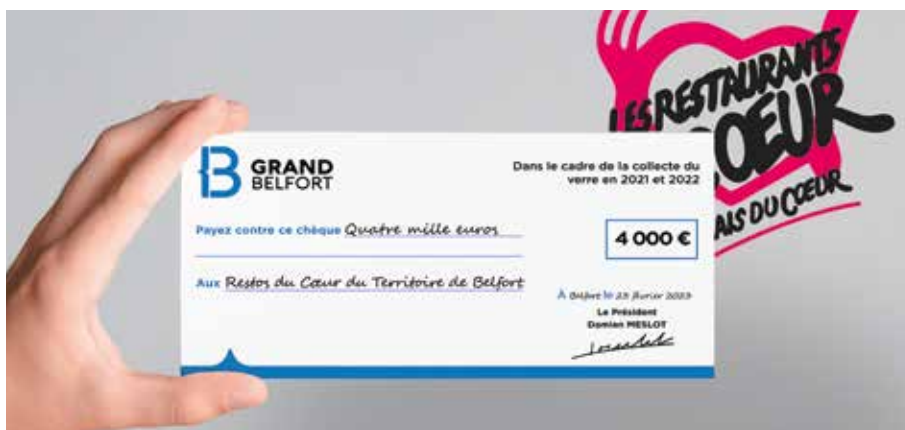 LES RESTAURANTS
COEUR
AIS DU CŒUR
GRAND
BELFORT
Dans le cadre de la collecte du
verre en 2021 et 2022
Payez contre ce chèque Quatre mille euros
4 000 €
Aux Restos du Cœur du Territoire de Belfort
À Belfort le 23 février 2023
Le Président
Damien MESLOT